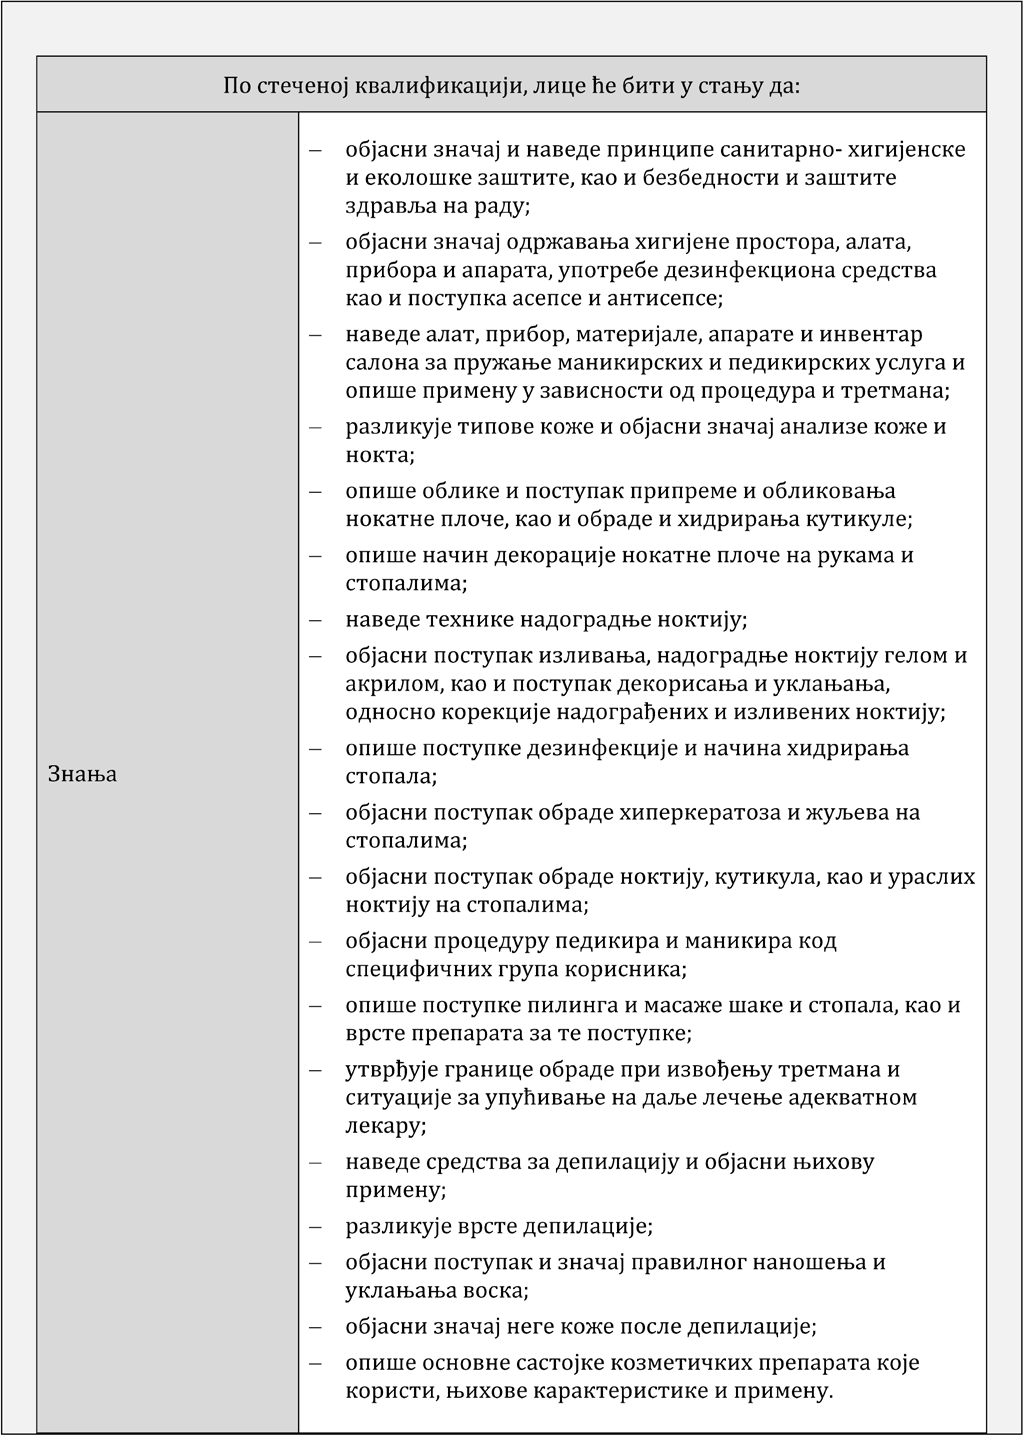 По стеченој квалификацији, лице ће бити у стању да:
Знања
– објасни значај и наведе принципе санитарно- хигијенске
и еколошке заштите, као и безбедности и заштите
здравља на раду;
– објасни значај одржавања хигијене простора, алата,
прибора и апарата, употребе дезинфекциона средства
као и поступка асепсе и антисепсе;
– наведе алат, прибор, материјале, апарате и инвентар
салона за пружање маникирских и педикирских услуга и
опише примену у зависности од процедура и третмана;
– разликује типове коже и објасни значај анализе коже и
нокта;
– опише облике и поступак припреме и обликовања
нокатне плоче, као и обраде и хидрирања кутикуле;
– опише начин декорације нокатне плоче на рукама и
стопалима;
– наведе технике надоградње ноктију;
– објасни поступак изливања, надоградње ноктију гелом и
акрилом, као и поступак декорисања и уклањања,
односно корекције надограђених и изливених ноктију;
– опише поступке дезинфекције и начина хидрирања
стопала;
– објасни поступак обраде хиперкератоза и жуљева на
стопалима;
– објасни поступак обраде ноктију, кутикула, као и ураслих
ноктију на стопалима;
– објасни процедуру педикира и маникира код
специфичних група корисника;
– опише поступке пилинга и масаже шаке и стопала, као и
врсте препарата за те поступке;
– утврђује границе обраде при извођењу третмана и
ситуације за упућивање на даље лечење адекватном
лекару;
– наведе средства за депилацију и објасни њихову
примену;
– разликује врсте депилације;
– објасни поступак и значај правилног наношења и
уклањања воска;
– објасни значај неге коже после депилације;
– опише основне састојке козметичких препарата које
користи, њихове карактеристике и примену.